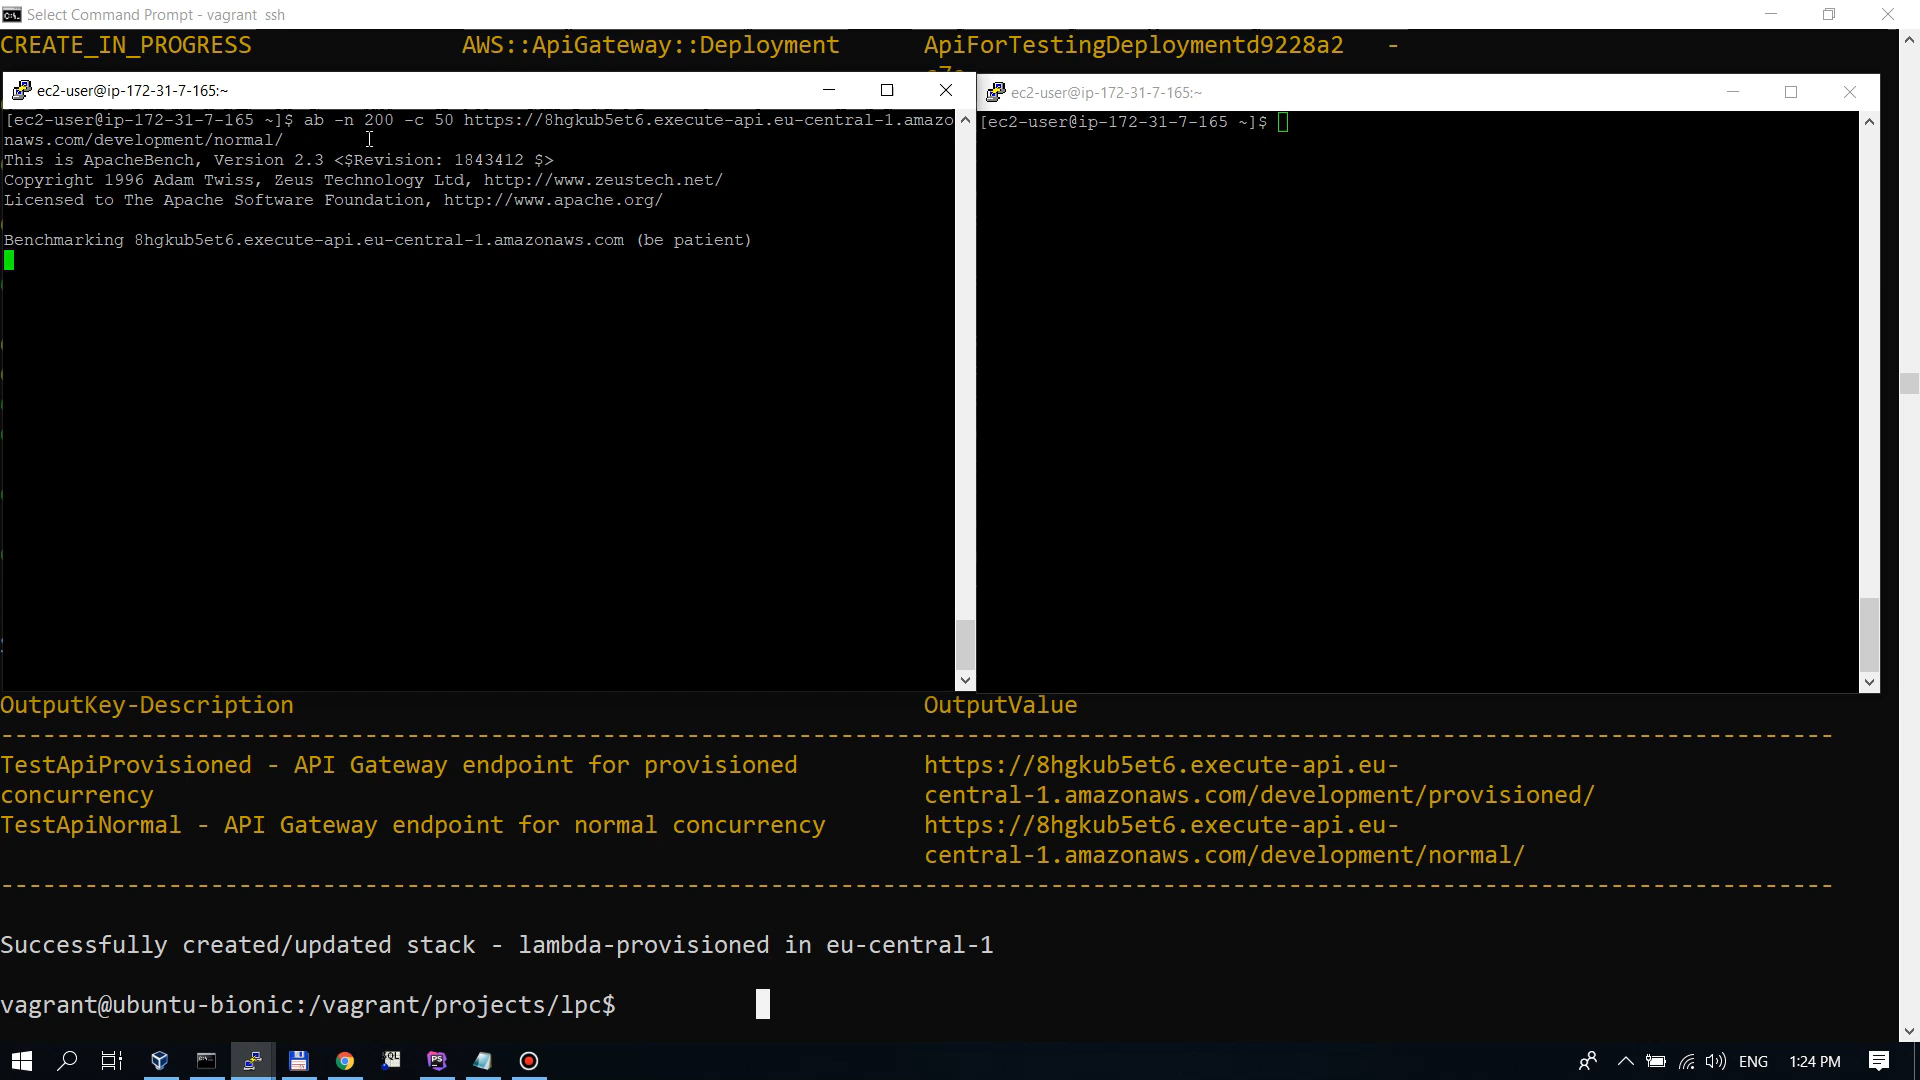 Select Command Prompt - vagrant  ssh
CREATE_IN_PROGRESS AWS::ApiGateway::Deployment ApiForTestingDeploymentd9228a2 -
ec2-user@ip-172-31-7-165:~
[ec2-user@ip-172-31-7-165 ~]$ ab -n 200 -c 50 https://8hgkub5et6.execute-api.eu-central-1.amazo
naws.com/development/normal/
This is ApacheBench, Version 2.3 <$Revision: 1843412 $>
Copyright 1996 Adam Twiss, Zeus Technology Ltd, http://www.zeustech.net/
Licensed to The Apache Software Foundation, http://www.apache.org/
Benchmarking 8hgkub5et6.execute-api.eu-central-1.amazonaws.com (be patient)
ec2-user@ip-172-31-7-165:~
[ec2-user@ip-172-31-7-165 ~]$
OutputKey-Description OutputValue
TestApiProvisioned - API Gateway endpoint for provisioned https://8hgkub5et6.execute-api.eu-
concurrency central-1.amazonaws.com/development/provisioned/
TestApiNormal - API Gateway endpoint for normal concurrency https://8hgkub5et6.execute-api.eu-
central-1.amazonaws.com/development/normal/
Successfully created/updated stack - lambda-provisioned in eu-central-1
vagrant@ubuntu-bionic:/vagrant/projects/lpc$
ENG 1:24 PM